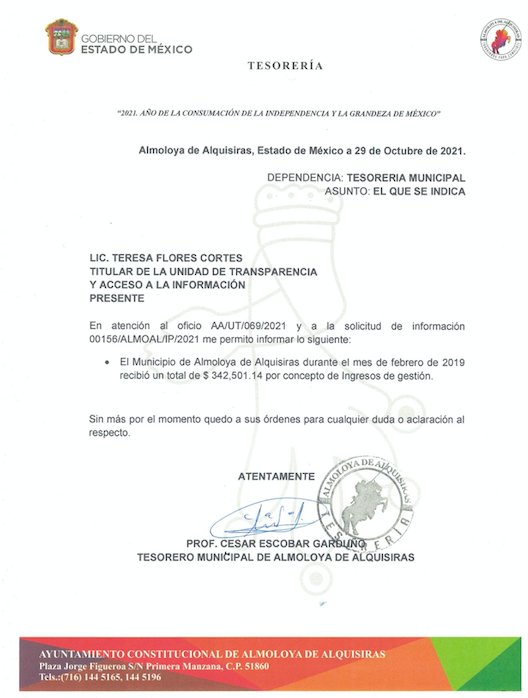 GOBIERNO DEL
ESTADO DE MÉXICO
ALMOLOYA DE ALQUISIRAS
TESORERÍA
"2021. AÑO DE LA CONSUMACIÓN DE LA INDEPENDENCIA Y LA GRANDEZA DE MÉXICO"
Almoloya de Alquisiras, Estado de México a 29 de Octubre de 2021.
DEPENDENCIA: TESORERIA MUNICIPAL
ASUNTO: EL QUE SE INDICA
LIC. TERESA FLORES CORTES
TITULAR DE LA UNIDAD DE TRANSPARENCIA
Y ACCESO A LA INFORMACIÓN
PRESENTE
En atención al oficio AA/UT/069/2021 y a la solicitud de información
00156/ALMOAL/IP/2021 me permito informar lo siguiente:
• El Municipio de Almoloya de Alquisiras durante el mes de febrero de 2019
recibió un total de $ 342,501.14 por concepto de Ingresos de gestión.
Sin más por el momento quedo a sus órdenes para cualquier duda o aclaración al
respecto.
ATENTAMENTE
ALMOLOYA DE ALQUISIRAS
TESORERIA
PROF. CESAR ESCOBAR GARDUÑO
TESORERO MUNICIPAL DE ALMOLOYA DE ALQUISIRAS
AYUNTAMIENTO CONSTITUCIONAL DE ALMOLOYA DE ALQUISIRAS
Plaza Jorge Figueroa S/N Primera Manzana, C.P. 51860
Tels.:(716) 144 5165, 144 5196